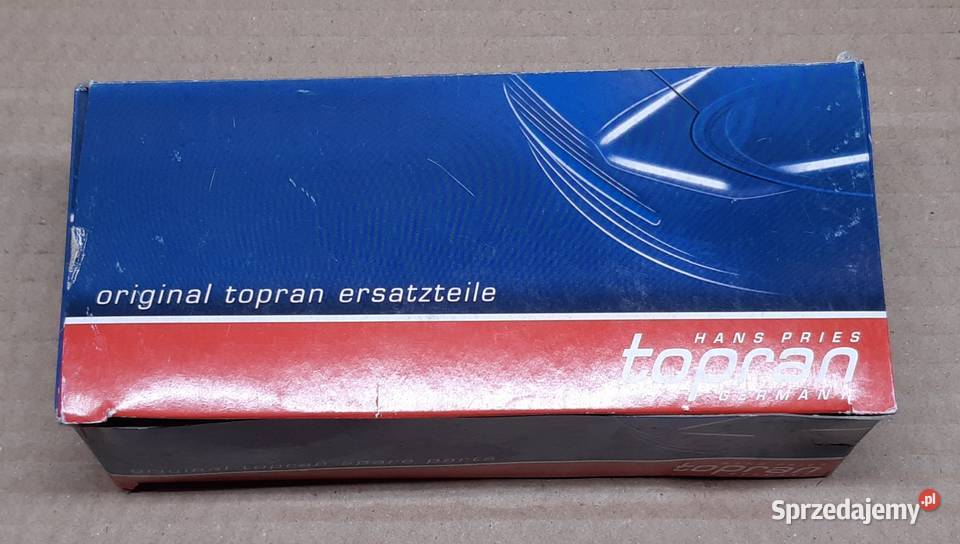 original topran ersatzteile
HANS PRIES
topran
GERMANY
original topran spare parts
topran
Sprzedajemy.pl